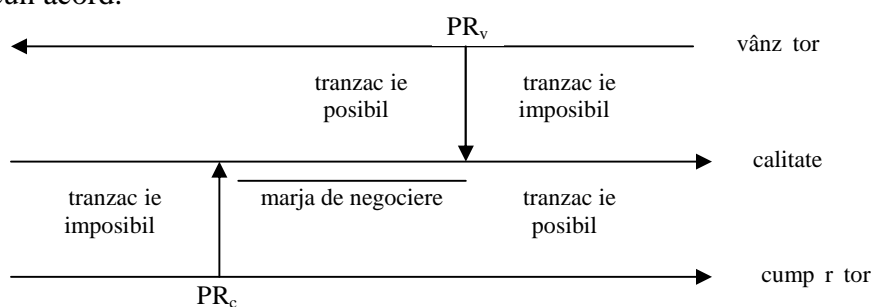 bun acord.
PRv
vânz tor
tranzac ie
posibil
tranzac ie
imposibil
calitate
tranzac ie
imposibil
marja de negociere
tranzac ie
posibil
cump r tor
PRc